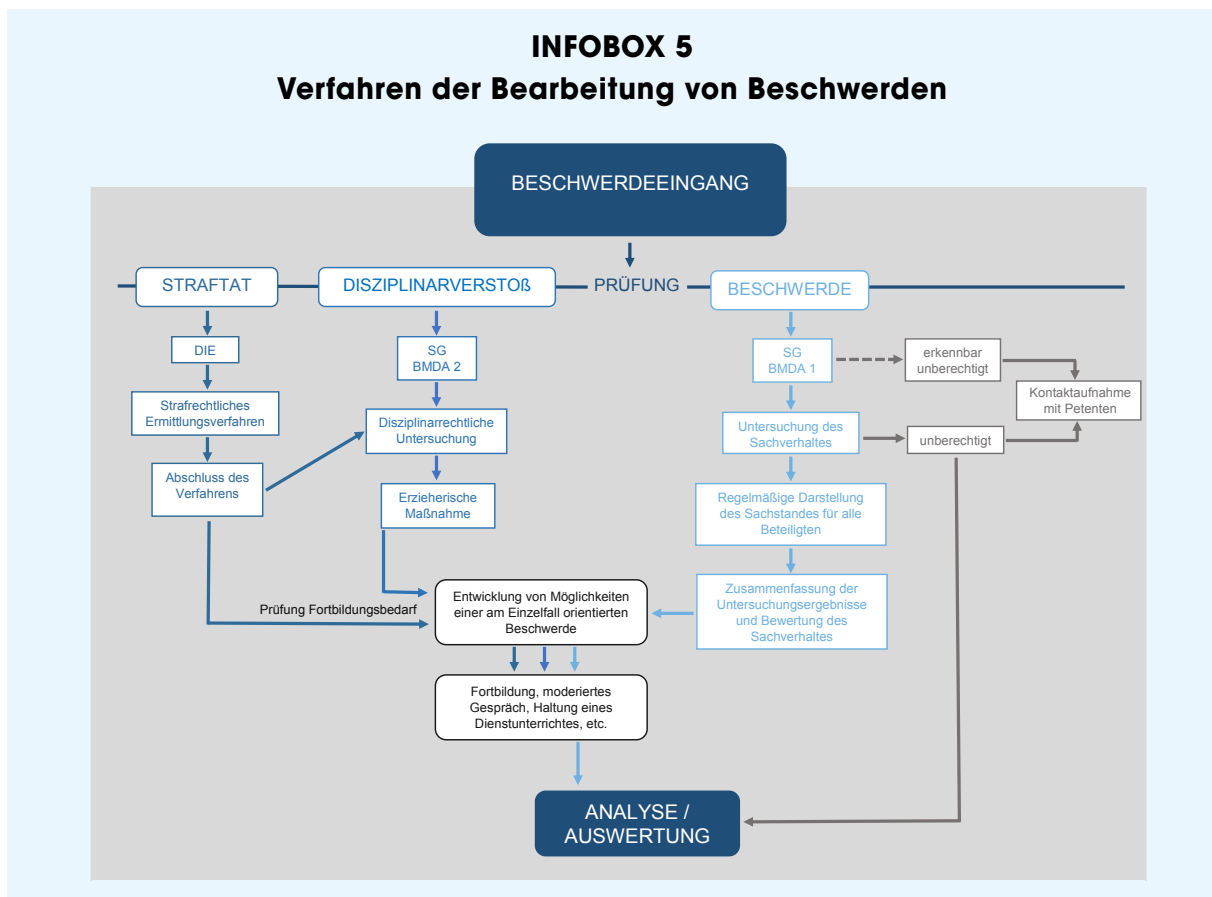 INFOBOX 5
Verfahren der Bearbeitung von Beschwerden
BESCHWERDEEINGANG
STRAFTAT
DISZIPLINARVERSTOß
PRÜFUNG
BESCHWERDE
DIE
SG
BMDA 2
SG
BMDA 1
erkennbar
unberechtigt
Kontaktaufnahme
mit Petenten
Strafrechtliches
Ermittlungsverfahren
Disziplinarrechtliche
Untersuchung
Untersuchung des
Sachverhaltes
unberechtigt
Abschluss des
Verfahrens
Erzieherische
Maßnahme
Regelmäßige Darstellung
des Sachstandes für alle
Beteiligten
Prüfung Fortbildungsbedarf
Entwicklung von Möglichkeiten
einer am Einzelfall orientierten
Beschwerde
Zusammenfassung der
Untersuchungsergebnisse
und Bewertung des
Sachverhaltes
Fortbildung, moderiertes
Gespräch, Haltung eines
Dienstunterrichtes, etc.
ANALYSE /
AUSWERTUNG